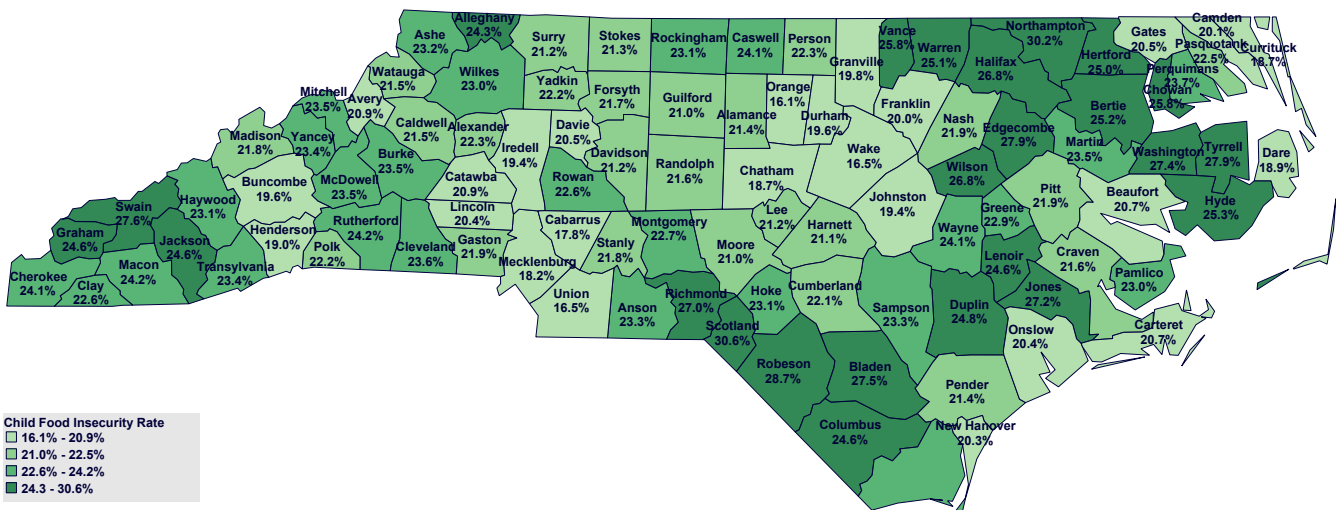 Alleghany
24.3%
Ashe
23.2%
Surry
21.2%
Stokes
21.3%
Rockingham
23.1%
Caswell
24.1%
Person
22.3%
Granville
19.8%
Vance
25.8%
Warren
25.1%
Northampton
30.2%
Halifax
26.8%
Hertford
25.0%
Gates
20.5%
Camden
20.1%
Pasquotank
22.5%
Currituck
18.7%
Perquimans
23.7%
Chowan
25.8%
Bertie
25.2%
Watauga
21.5%
Wilkes
23.0%
Yadkin
22.2%
Forsyth
21.7%
Guilford
21.0%
Alamance
21.4%
Orange
16.1%
Durham
19.6%
Franklin
20.0%
Nash
21.9%
Edgecombe
27.9%
Martin
23.5%
Washington
27.4%
Tyrrell
27.9%
Dare
18.9%
Mitchell
23.5%
Avery
20.9%
Caldwell
21.5%
Alexander
22.3%
Iredell
19.4%
Davie
20.5%
Davidson
21.2%
Randolph
21.6%
Chatham
18.7%
Wake
16.5%
Wilson
26.8%
Pitt
21.9%
Beaufort
20.7%
Hyde
25.3%
Madison
21.8%
Yancey
23.4%
Burke
23.5%
McDowell
23.5%
Catawba
20.9%
Rowan
22.6%
Johnston
19.4%
Greene
22.9%
Buncombe
19.6%
Haywood
23.1%
Swain
27.6%
Graham
24.6%
Jackson
24.6%
Cherokee
24.1%
Clay
22.6%
Macon
24.2%
Transylvania
23.4%
Henderson
19.0%
Polk
22.2%
Rutherford
24.2%
Cleveland
23.6%
Lincoln
20.4%
Gaston
21.9%
Mecklenburg
18.2%
Cabarrus
17.8%
Stanly
21.8%
Montgomery
22.7%
Moore
21.0%
Lee
21.2%
Harnett
21.1%
Wayne
24.1%
Lenoir
24.6%
Craven
21.6%
Pamlico
23.0%
Jones
27.2%
Union
16.5%
Anson
23.3%
Richmond
27.0%
Scotland
30.6%
Hoke
23.1%
Cumberland
22.1%
Sampson
23.3%
Duplin
24.8%
Onslow
20.4%
Carteret
20.7%
Robeson
28.7%
Bladen
27.5%
Pender
21.4%
Columbus
24.6%
New Hanover
20.3%
Child Food Insecurity Rate
16.1% - 20.9%
21.0% - 22.5%
22.6% - 24.2%
24.3 - 30.6%